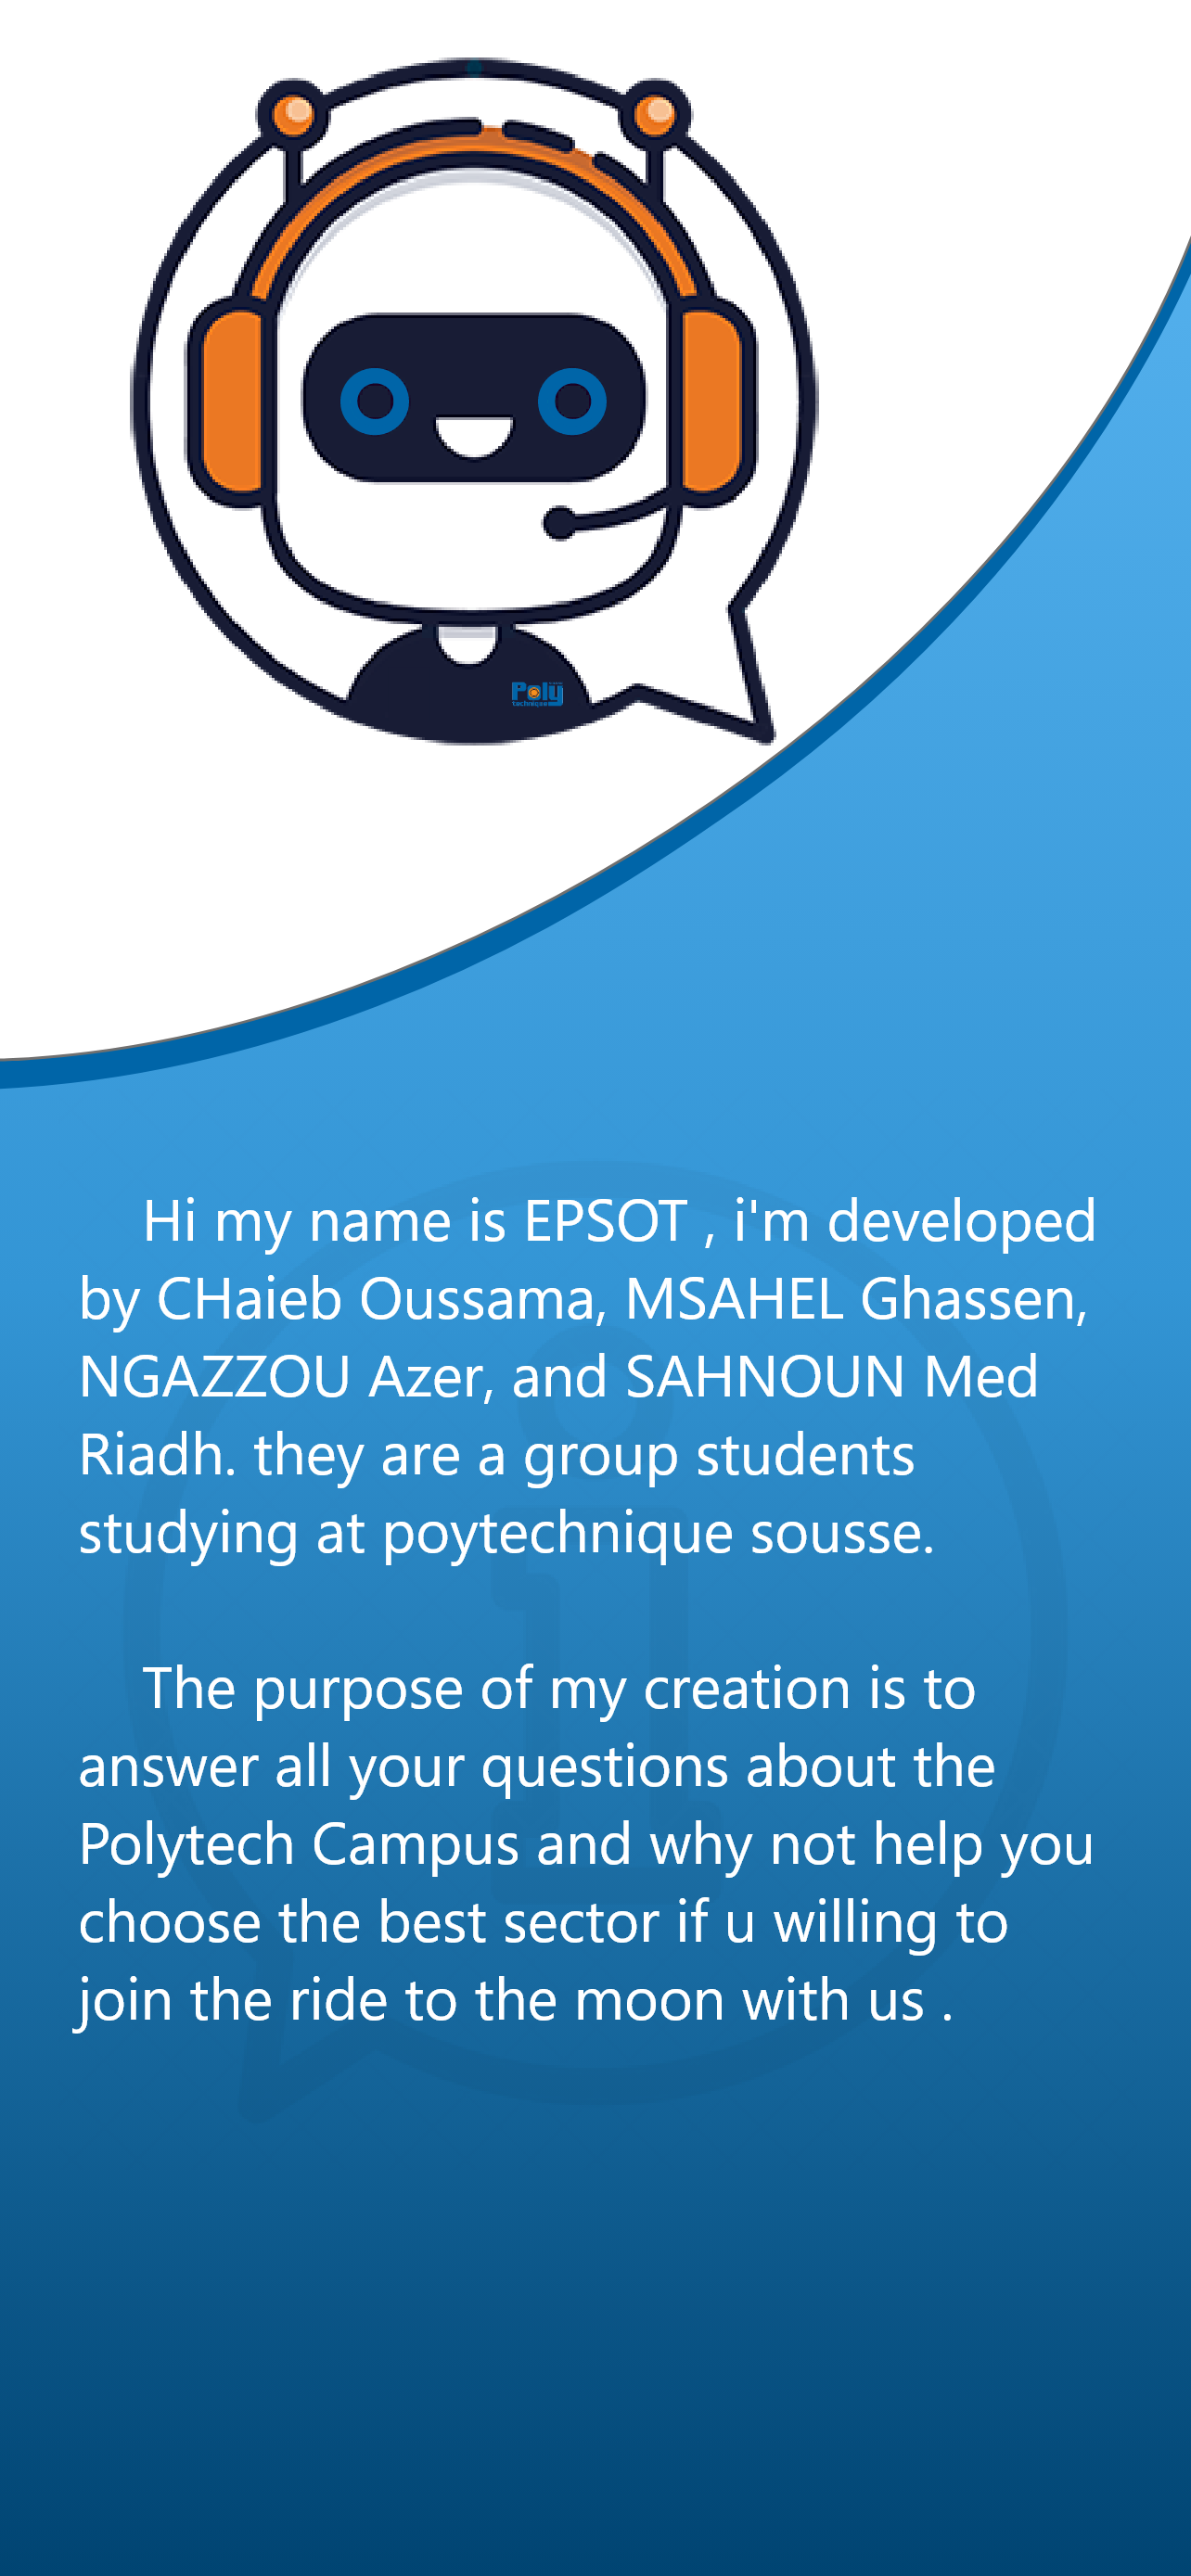 Poly
technique
Hi my name is EPSOT , i'm developed
by CHaieb Oussama, MSAHEL Ghassen,
NGAZZOU Azer, and SAHNOUN Med
Riadh. they are a group students
studying at poytechnique sousse.
The purpose of my creation is to
answer all your questions about the
Polytech Campus and why not help you
choose the best sector if u willing to
join the ride to the moon with us .